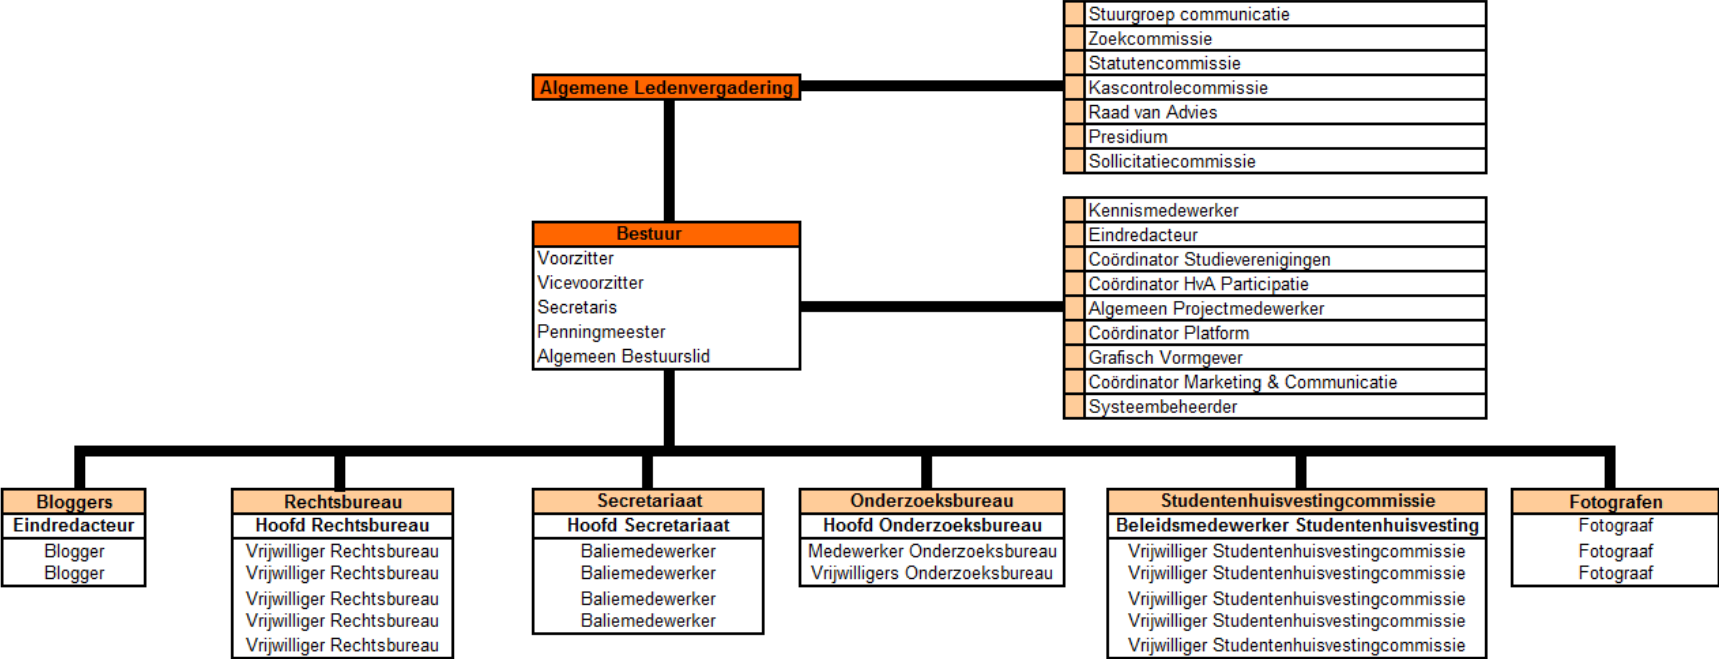 Stuurgroep communicatie
Zoekcommissie
Statutencommissie
Kascontrolecommissie
Raad van Advies
Presidium
Sollicitatiecommissie
Algemene Ledenvergadering
Bestuur
Voorzitter
Vicevoorzitter
Secretaris
Penningmeester
Algemeen Bestuurslid
Kennismedewerker
Eindredacteur
Coördinator Studieverenigingen
Coördinator HvA Participatie
Algemeen Projectmedewerker
Coördinator Platform
Grafisch Vormgever
Coördinator Marketing & Communicatie
Systeembeheerder
Bloggers
Eindredacteur
Blogger
Blogger
Rechtsbureau
Hoofd Rechtsbureau
Vrijwilliger Rechtsbureau
Vrijwilliger Rechtsbureau
Vrijwilliger Rechtsbureau
Vrijwilliger Rechtsbureau
Vrijwilliger Rechtsbureau
Secretariaat
Hoofd Secretariaat
Baliemedewerker
Baliemedewerker
Baliemedewerker
Baliemedewerker
Onderzoeksbureau
Hoofd Onderzoeksbureau
Medewerker Onderzoeksbureau
Vrijwilligers Onderzoeksbureau
Studentenhuisvestingcommissie
Beleidsmedewerker Studentenhuisvesting
Vrijwilliger Studentenhuisvestingcommissie
Vrijwilliger Studentenhuisvestingcommissie
Vrijwilliger Studentenhuisvestingcommissie
Vrijwilliger Studentenhuisvestingcommissie
Vrijwilliger Studentenhuisvestingcommissie
Fotografen
Fotograaf
Fotograaf
Fotograaf